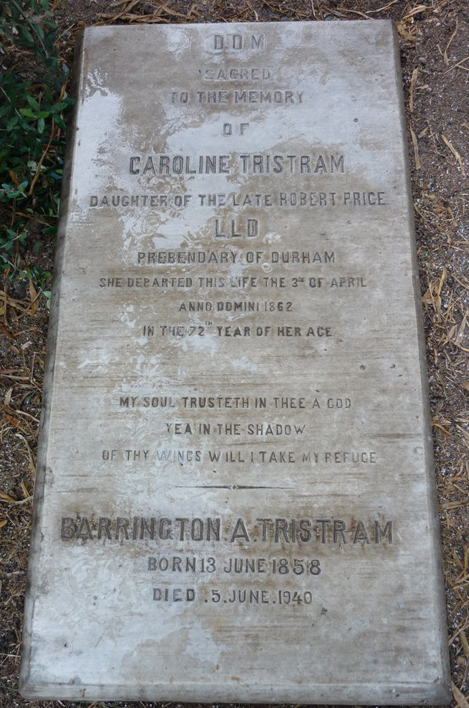 DOM
SACRED
TO THE MEMORY
OF
CAROLINE TRISTRAM
DAUGHTER OF THE LATE ROBERT PRICE
LLD
PREBENDARY OF DURHAM
SHE DEPARTED THIS LIFE THE 3RD OF APRIL
ANNO DOMINI 1862
IN THE 72TH YEAR OF HER AGE
MY SOUL TRUSTETH IN THEE A GOD
YEA IN THE SHADOW
OF THY WINGS WILL I TAKE MY REFUGE
BARRINGTON A. TRISTRAM
BORN 13 JUNE 1858
DIED .5.JUNE.1940